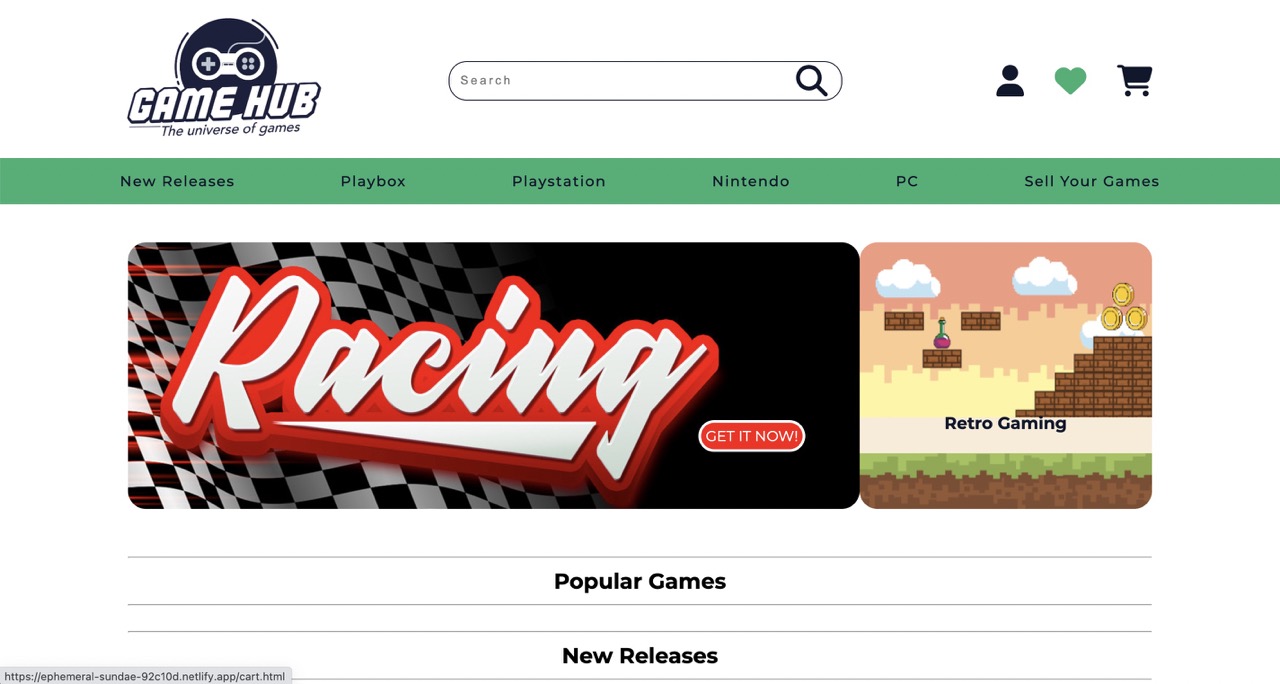 GAME HUB
The universe of games
Search
New Releases
Playbox
Playstation
Nintendo
PC
Sell Your Games
Racing
GET IT NOW!
Retro Gaming
Popular Games
New Releases
https://ephemeral-sundae-92c10d.netlify.app/cart.html